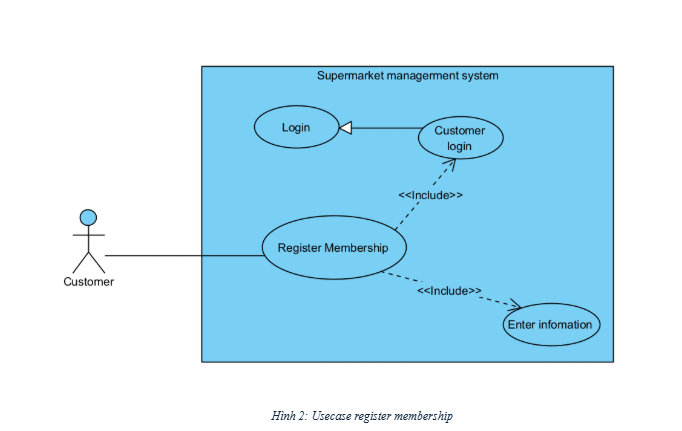 Supermarket managerment system
Login
Customer
login
<<Include>>
Register Membership
Customer
<<Include>>
Enter infomation
Hình 2: Usecase register membership